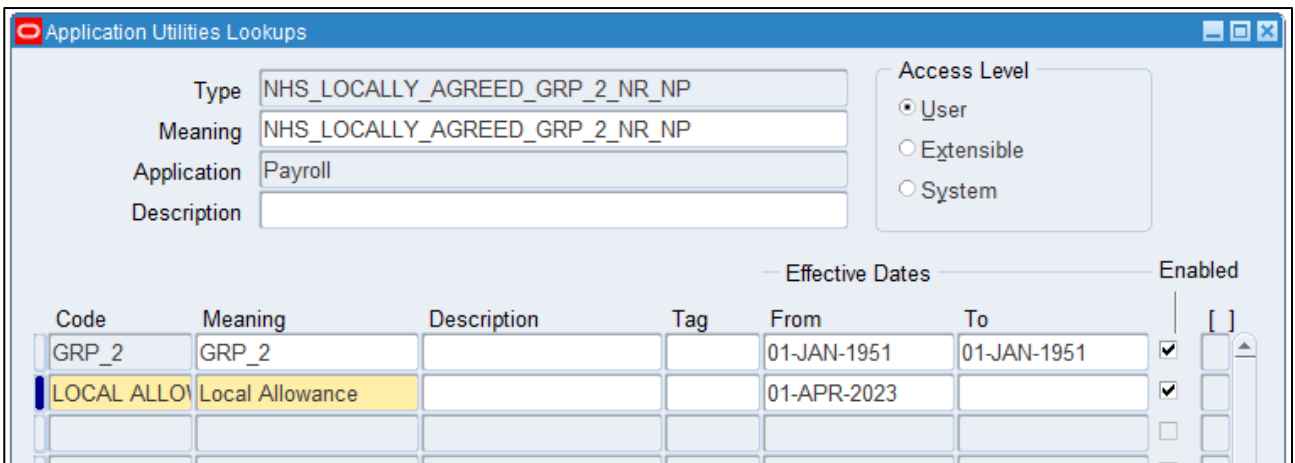 Application Utilities Lookups
Type NHS_LOCALLY_AGREED_GRP_2_NR_NP
Meaning NHS_LOCALLY_AGREED_GRP_2_NR_NP
Application Payroll
Description
Access Level
User
Extensible
System
Effective Dates Enabled
Code Meaning Description Tag From To [ ]
GRP_2 GRP_2 01-JAN-1951 01-JAN-1951
LOCAL ALLOW Local Allowance 01-APR-2023